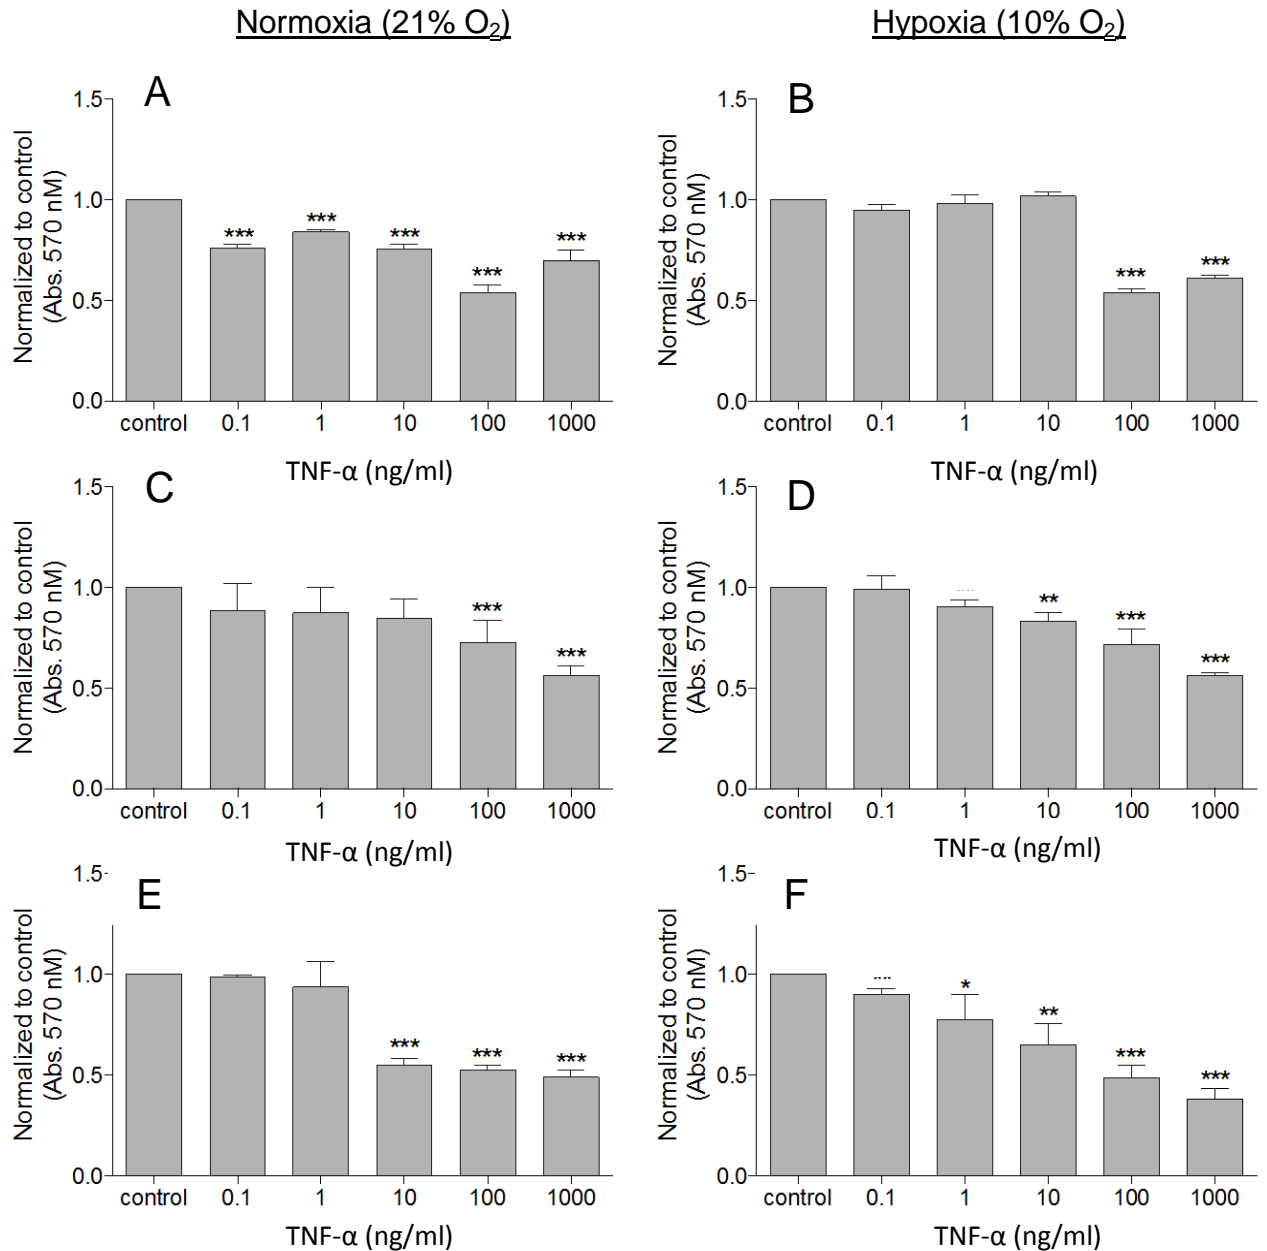 Normoxia (21% O₂)
Hypoxia (10% O₂)
A
Normalized to control
(Abs. 570 nM)
1.5
1.0
0.5
0.0
***
***
***
***
***
control 0.1 1 10 100 1000
TNF-α (ng/ml)
B
Normalized to control
(Abs. 570 nM)
1.5
1.0
0.5
0.0
***
***
control 0.1 1 10 100 1000
TNF-α (ng/ml)
C
Normalized to control
(Abs. 570 nM)
1.5
1.0
0.5
0.0
***
***
control 0.1 1 10 100 1000
TNF-α (ng/ml)
D
Normalized to control
(Abs. 570 nM)
1.5
1.0
0.5
0.0
**
***
***
control 0.1 1 10 100 1000
TNF-α (ng/ml)
E
Normalized to control
(Abs. 570 nM)
1.5
1.0
0.5
0.0
***
***
***
control 0.1 1 10 100 1000
TNF-α (ng/ml)
F
Normalized to control
(Abs. 570 nM)
1.5
1.0
0.5
0.0
*
**
***
***
control 0.1 1 10 100 1000
TNF-α (ng/ml)